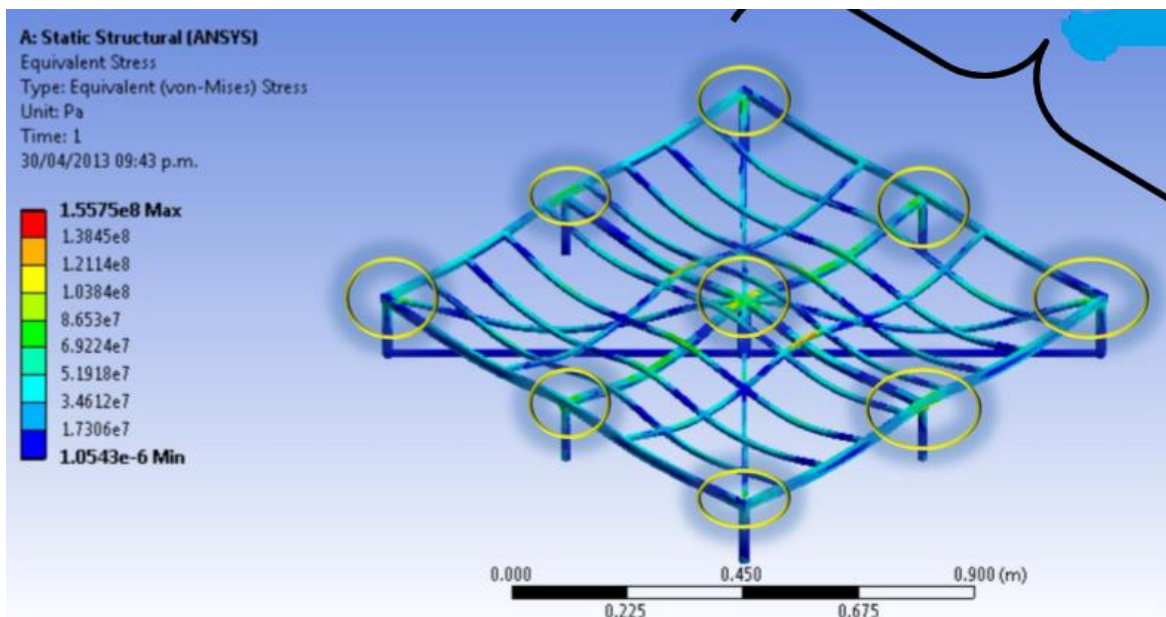 A: Static Structural (ANSYS)
Equivalent Stress
Type: Equivalent (von-Mises) Stress
Unit: Pa
Time: 1
30/04/2013 09:43 p.m.
1.5575e8 Max
1.3845e8
1.2114e8
1.0384e8
8.653e7
6.9224e7
5.1918e7
3.4612e7
1.7306e7
1.0543e-6 Min
0.000 0.450 0.900 (m)
0.225 0.675